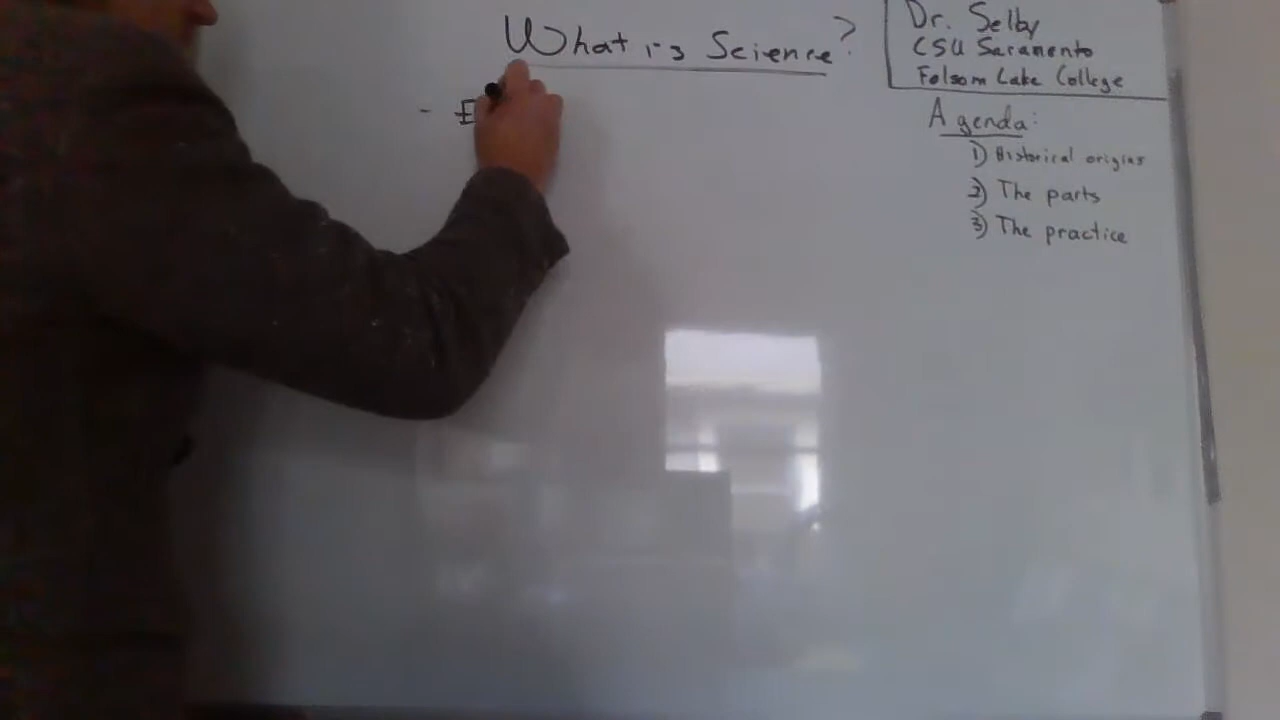 What is Science?
- E
Dr. Selby
CSU Saramento
Folsom Lake College
Agenda:
1) Historical origins
2) The parts
3) The practice